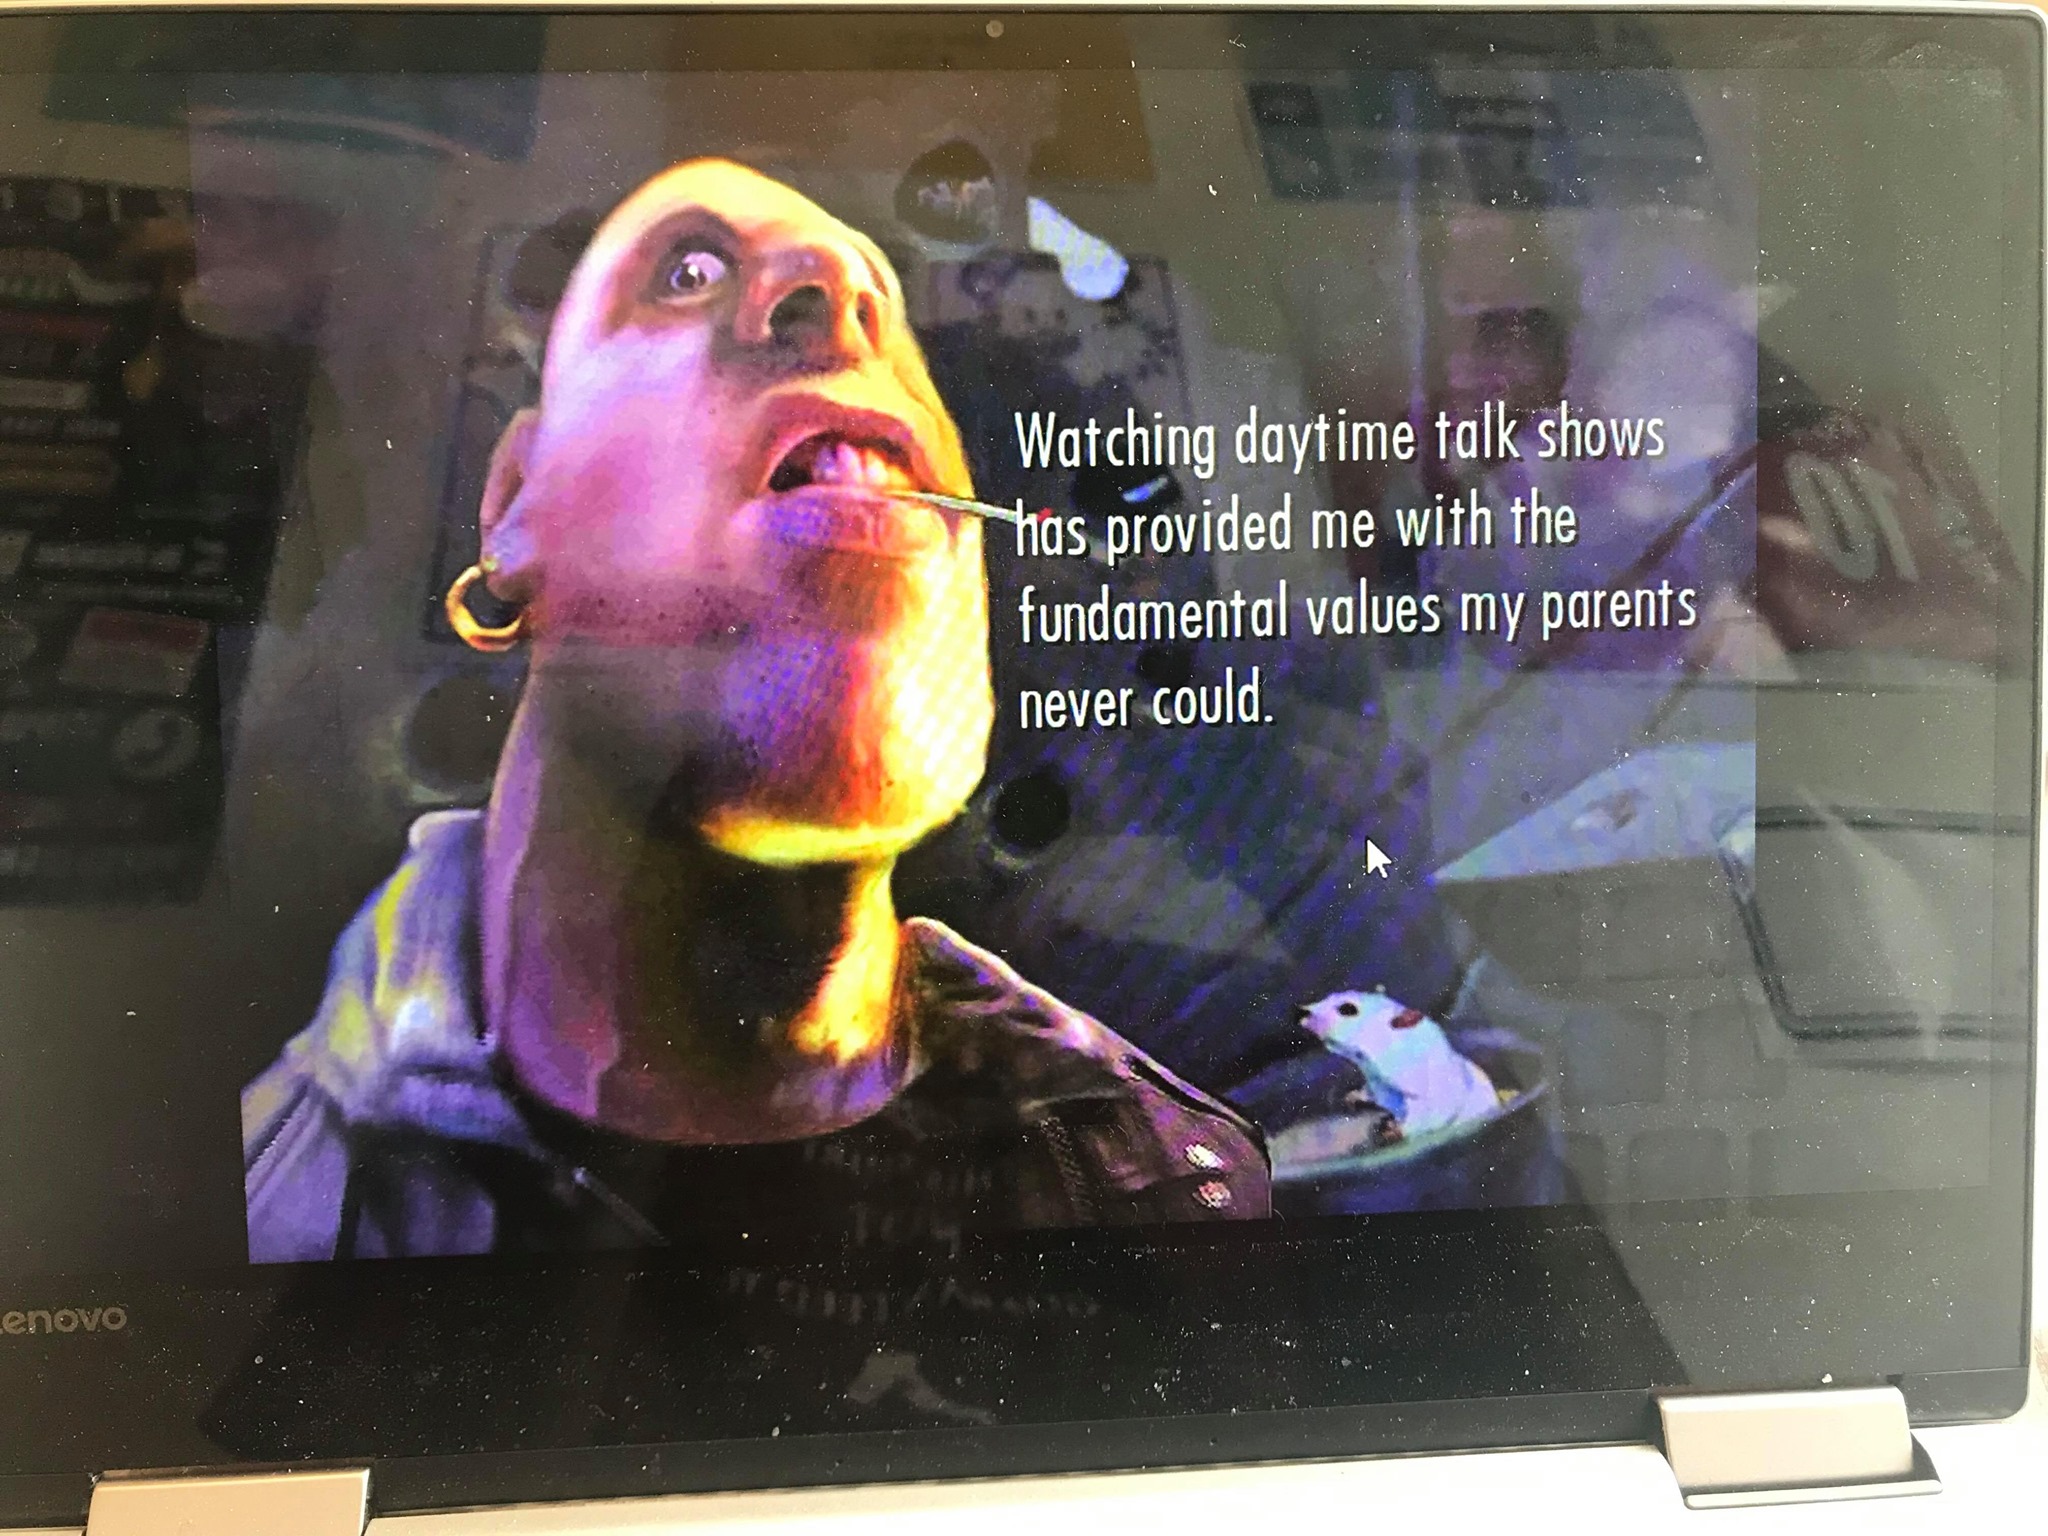 Watching daytime talk shows
has provided me with the
fundamental values my parents
never could.
enovo